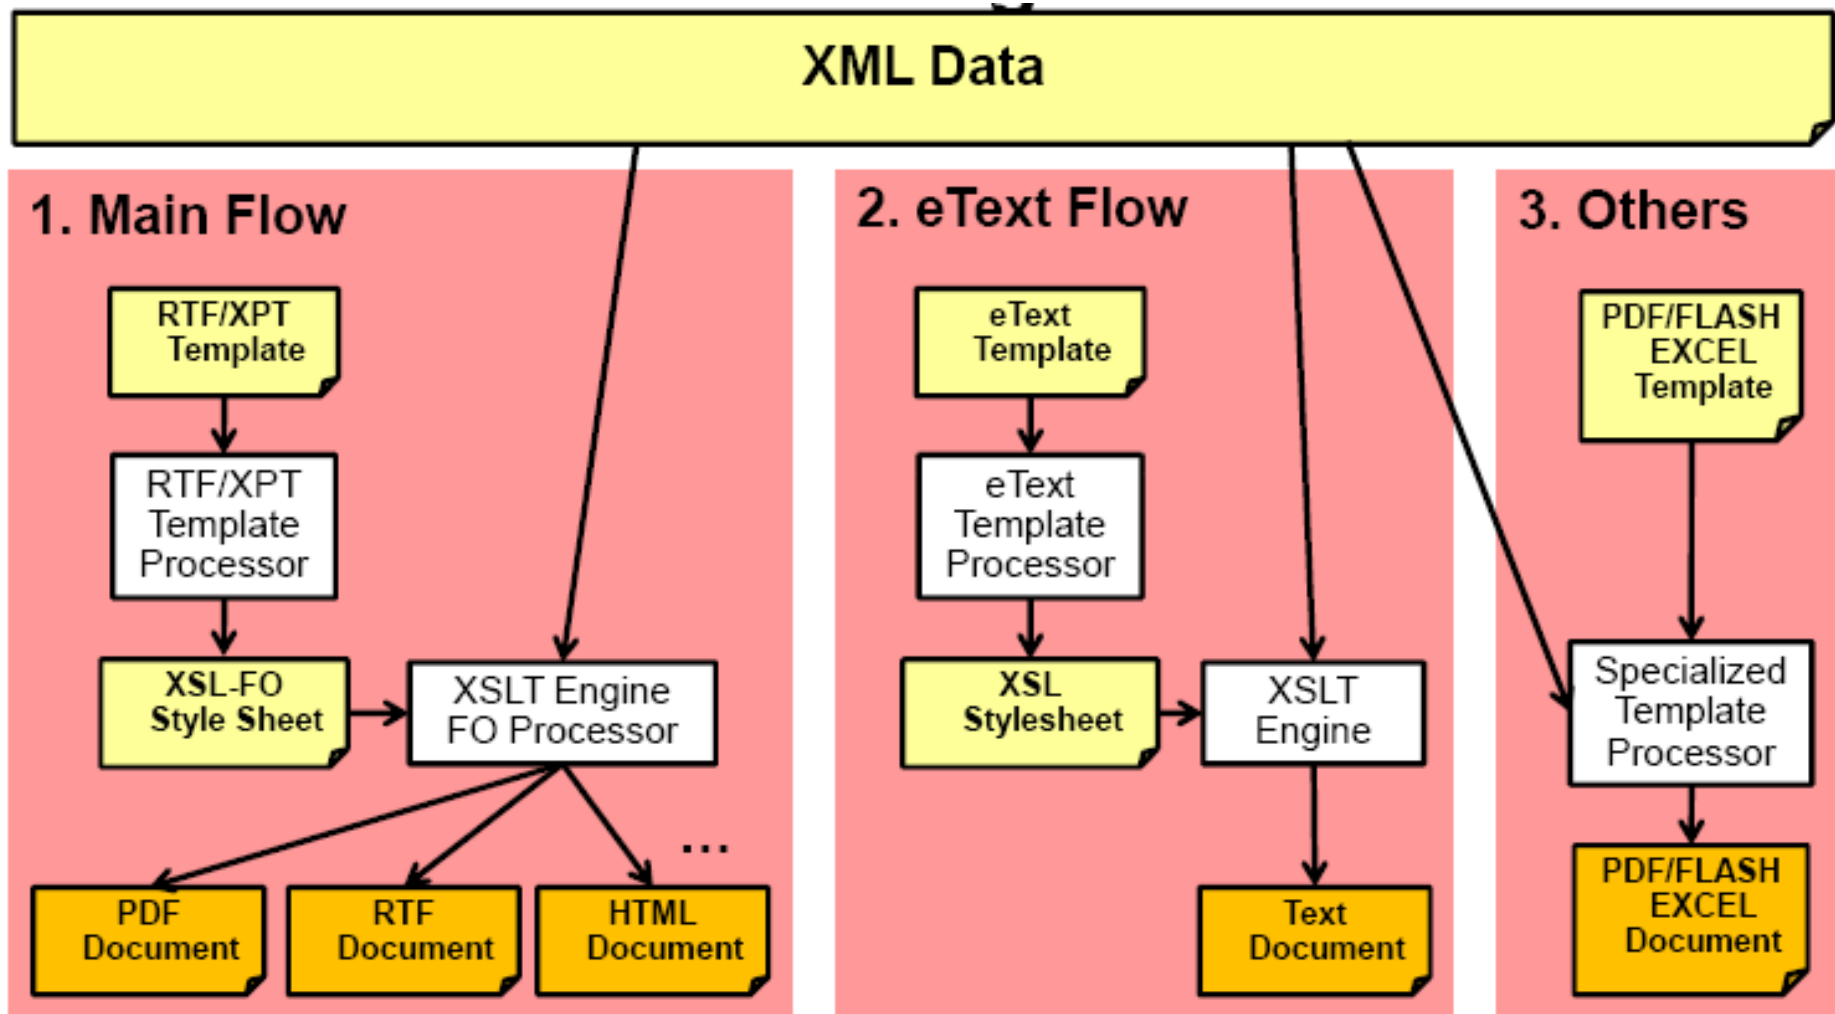 XML Data
1. Main Flow
RTF/XPT
Template
RTF/XPT
Template
Processor
XSL-FO
Style Sheet
XSLT Engine
FO Processor
...
PDF
Document
RTF
Document
HTML
Document
2. eText Flow
eText
Template
eText
Template
Processor
XSL
Stylesheet
XSLT
Engine
Text
Document
3. Others
PDF/FLASH
EXCEL
Template
Specialized
Template
Processor
PDF/FLASH
EXCEL
Document